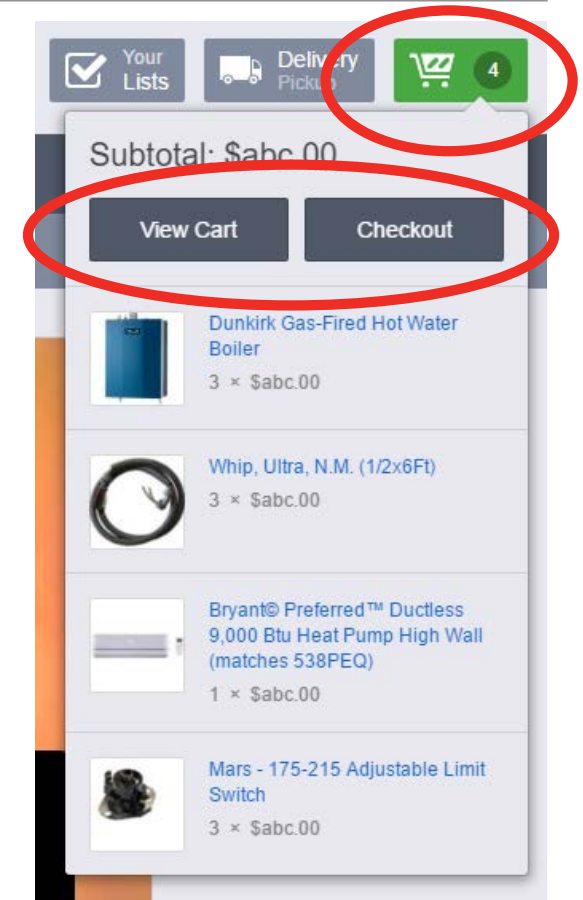 Your
Lists
Delivery
Pickup
4
Subtotal: $abc.00
View Cart
Checkout
Dunkirk Gas-Fired Hot Water
Boiler
3 × $abc.00
Whip, Ultra, N.M. (1/2x6Ft)
3 × $abc.00
Bryant© Preferred™ Ductless
9,000 Btu Heat Pump High Wall
(matches 538PEQ)
1 × $abc.00
Mars - 175-215 Adjustable Limit
Switch
3 × $abc.00